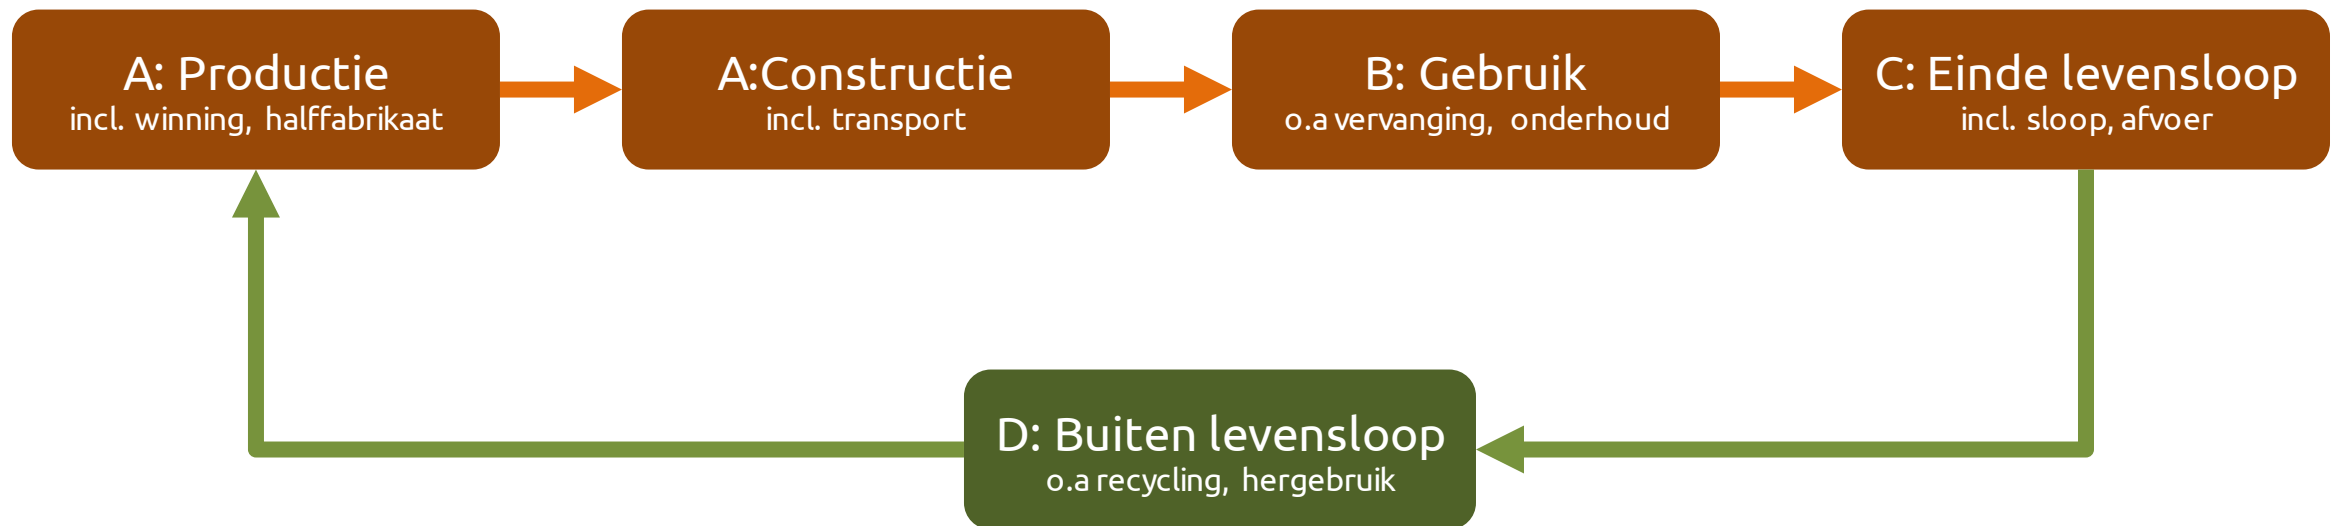 A: Productie
incl. winning, halffabrikaat
A:Constructie
incl. transport
B: Gebruik
o.a vervanging, onderhoud
C: Einde levensloop
incl. sloop, afvoer
D: Buiten levensloop
o.a recycling, hergebruik